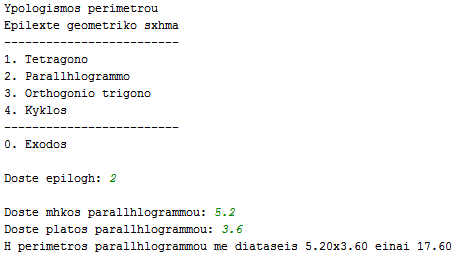 Ypologismos perimetrou
Epilexte geometriko sxhma
-------------------------
1. Tetragono
2. Parallhlogrammo
3. Orthogonio trigono
4. Kyklos
-------------------------
0. Exodos
Doste epilogh: 2
Doste mhkos parallhlogrammou: 5.2
Doste platos parallhlogrammou: 3.6
H perimetros parallhlogrammou me diataseis 5.20x3.60 einai 17.60